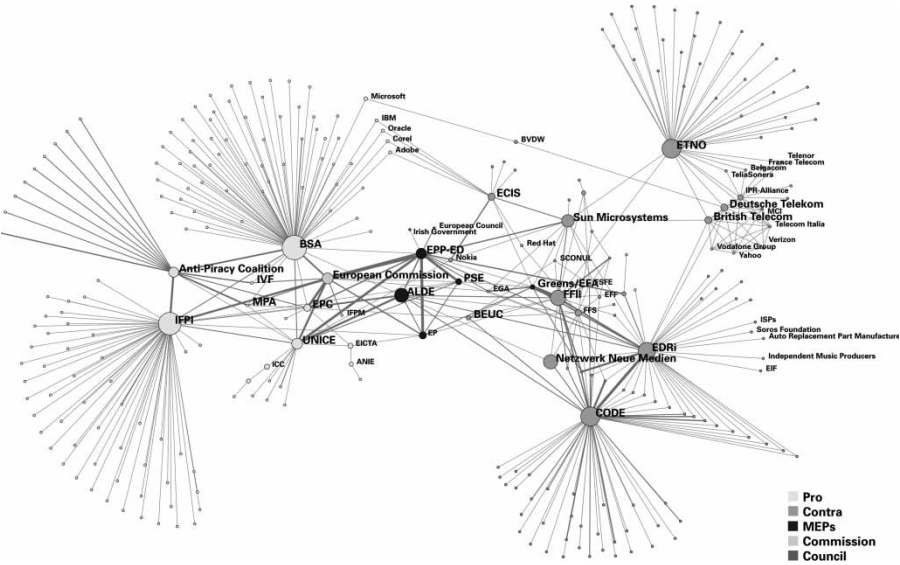 Microsoft
IBM
Oracle
Corel
Adobe
BVDW
ETNO
Telenor
France Telecom
Belgacom
TeliaSonera
IPR-Alliance
Deutsche Telekom
MCI
British Telecom
Telecom Italia
Verizon
Vodafone Group
Yahoo
ECIS
Sun Microsystems
European Council
Irish Government
Red Hat
BSA
EPP-ED
Nokia
SCONUL
Anti-Piracy Coalition
IVF
European Commission
PSE
EGA
Greens/EFA
FFII
EFF
ALDE
MPA
EPC
IFPM
BEUC
FFS
IFPI
UNICE
EP
EICTA
ANIE
ICC
Netzwerk Neue Medien
EDRi
ISPs
Soros Foundation
Auto Replacement Part Manufacture
Independent Music Producers
EIF
CODE
Pro
Contra
MEPs
Commission
Council